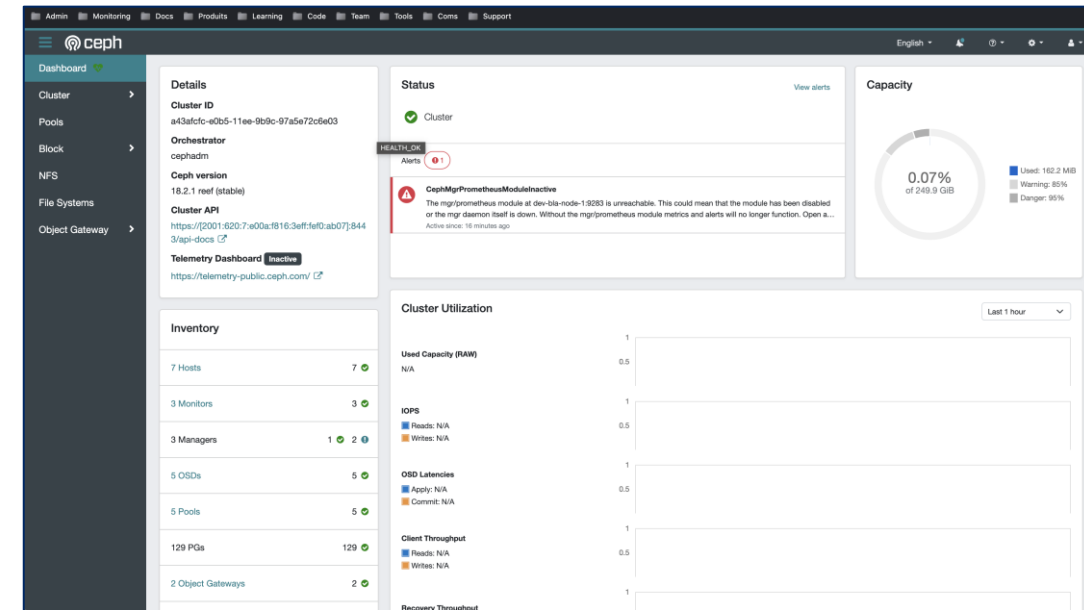 Admin Monitoring Docs Produits Learning Code Team Tools Coms Support
ceph
English
Dashboard
Cluster
Pools
Block
NFS
File Systems
Object Gateway
Details
Cluster ID
a43afcfc-e0b5-11ee-9b9c-97a5e72c6e03
Orchestrator
cephadm
Ceph version
18.2.1 reef (stable)
Cluster API
https://[2001:620:7:e00a:f816:3eff:fef0:ab07]:844
3/api-docs
Telemetry Dashboard Inactive
https://telemetry-public.ceph.com/
Status
View alerts
Cluster
HEALTH_OK
Alerts 1
CephMgrPrometheusModuleInactive
The mgr/prometheus module at dev-bla-node-1:9283 is unreachable. This could mean that the module has been disabled
or the mgr daemon itself is down. Without the mgr/prometheus module metrics and alerts will no longer function. Open a...
Active since: 16 minutes ago
Capacity
0.07%
of 249.9 GiB
Used: 162.2 MiB
Warning: 85%
Danger: 95%
Inventory
7 Hosts 7
3 Monitors 3
3 Managers 1 2
5 OSDs 5
5 Pools 5
129 PGs 129
2 Object Gateways 2
Cluster Utilization
Last 1 hour
Used Capacity (RAW)
N/A
1
0.5
IOPS
Reads: N/A
Writes: N/A
1
0.5
OSD Latencies
Apply: N/A
Commit: N/A
1
0.5
Client Throughput
Reads: N/A
Writes: N/A
1
0.5
Recovery Throughput
1